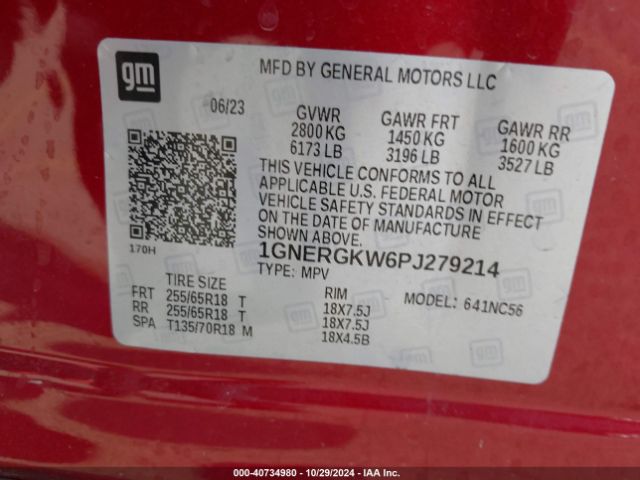 gm
MFD BY GENERAL MOTORS LLC
06/23 GVWR GAWR FRT GAWR RR
2800 KG 1450 KG 1600 KG
6173 LB 3196 LB 3527 LB
THIS VEHICLE CONFORMS TO ALL
APPLICABLE U.S. FEDERAL MOTOR
VEHICLE SAFETY STANDARDS IN EFFECT
ON THE DATE OF MANUFACTURE
SHOWN ABOVE.
170H
1GNERGKW6PJ279214
TYPE: MPV
MODEL: 641NC56
TIRE SIZE RIM
FRT 255/65R18 T 18X7.5J
RR 255/65R18 T 18X7.5J
SPA T135/70R18 M 18X4.5B
000-40734980 • 10/29/2024 • IAA Inc.